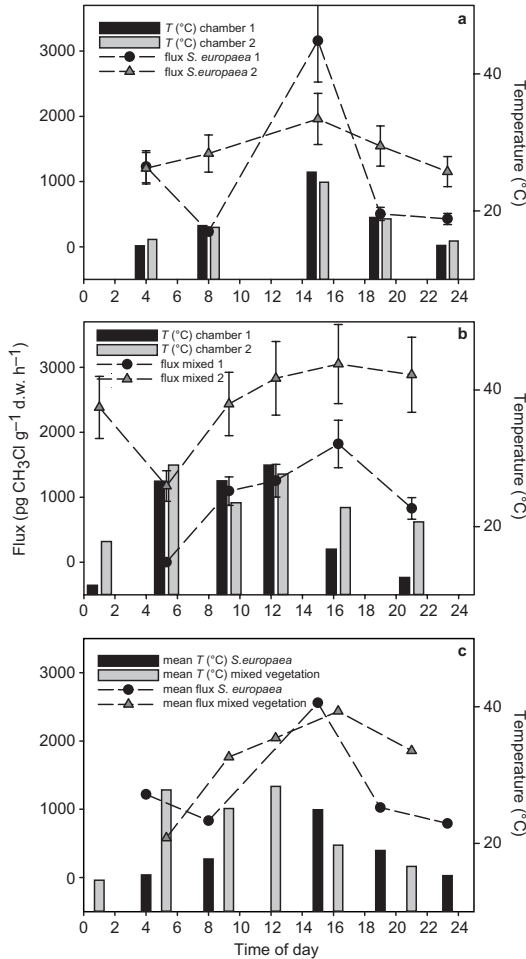 a
T (°C) chamber 1
T (°C) chamber 2
flux S. europaea 1
flux S.europaea 2
3000
2000
1000
0
40
20
0 2 4 6 8 10 12 14 16 18 20 22 24
Temperature (°C)
b
T (°C) chamber 1
T (°C) chamber 2
flux mixed 1
flux mixed 2
3000
2000
1000
0
40
20
0 2 4 6 8 10 12 14 16 18 20 22 24
Flux (pg CH₃Cl g⁻¹ d.w. h⁻¹)
Temperature (°C)
c
mean T (°C) S.europaea
mean T (°C) mixed vegetation
mean flux S. europaea
mean flux mixed vegetation
3000
2000
1000
0
40
20
0 2 4 6 8 10 12 14 16 18 20 22 24
Temperature (°C)
Time of day